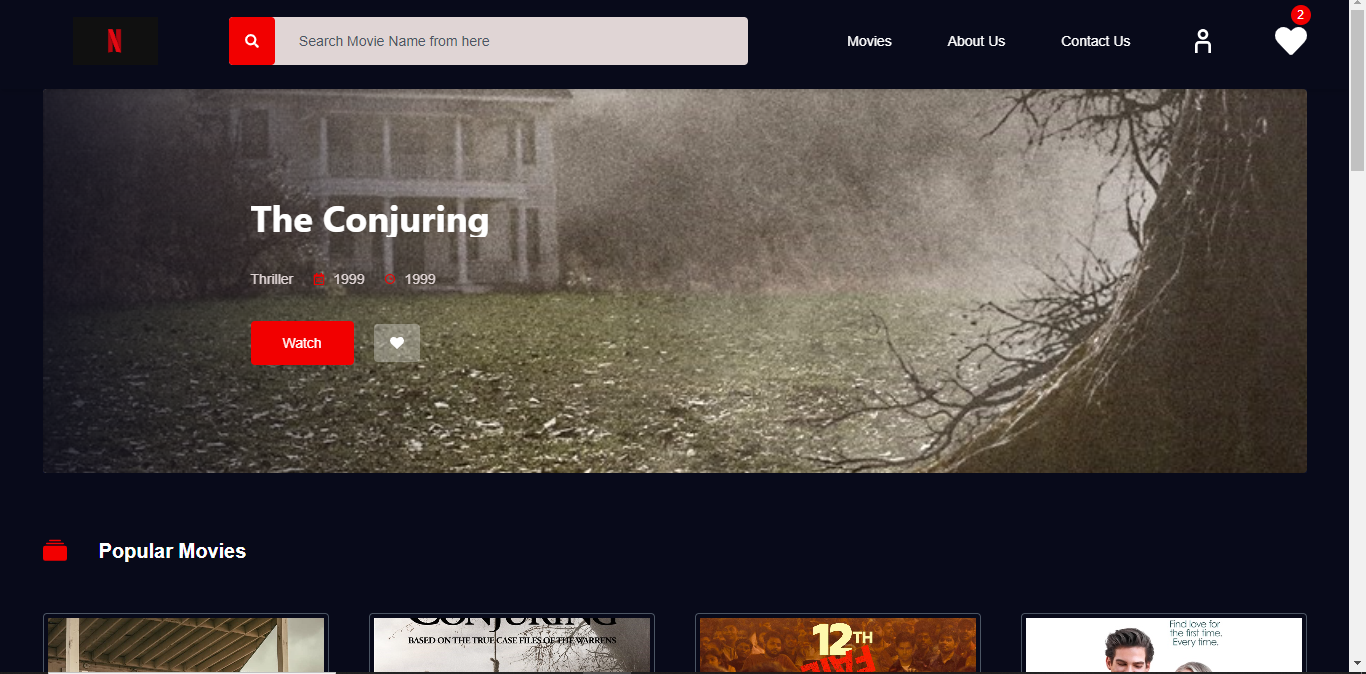 N
Search Movie Name from here
Movies
About Us
Contact Us
2
The Conjuring
Thriller 1999 1999
Watch
Popular Movies
CONJURING
BASED ON THE TRUE CASE FILES OF THE WARRENS
12TH
FAIL
Find love for
the first time.
Every time.